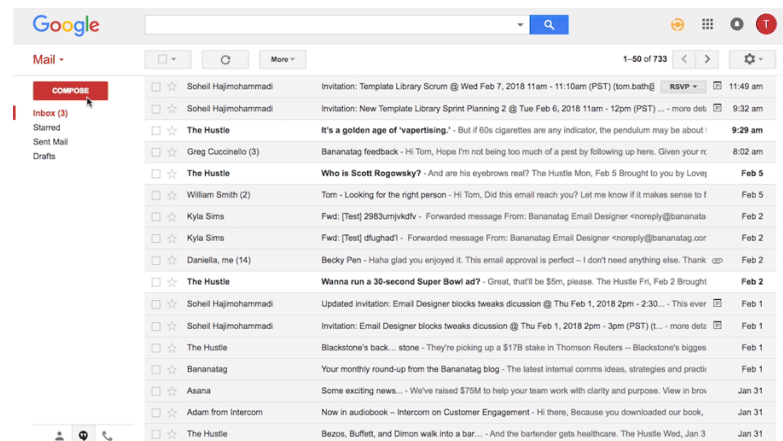 Google
T
Mail
More
1–50 of 733
COMPOSE
Inbox (3)
Starred
Sent Mail
Drafts
Soheil Hajimohammadi Invitation: Template Library Scrum @ Wed Feb 7, 2018 11am - 11:10am (PST) (tom.bath@ RSVP 11:49 am
Soheil Hajimohammadi Invitation: New Template Library Sprint Planning 2 @ Tue Feb 6, 2018 11am - 12pm (PST) ... - more deta 9:32 am
The Hustle It's a golden age of 'vapertising.' - But if 60s cigarettes are any indicator, the pendulum may be about 9:29 am
Greg Cuccinello (3) Bananatag feedback - Hi Tom, Hope I'm not being too much of a pest by following up here. Given your ro 8:02 am
The Hustle Who is Scott Rogowsky? - And are his eyebrows real? The Hustle Mon, Feb 5 Brought to you by Love Feb 5
William Smith (2) Tom - Looking for the right person - Hi Tom, Did this email reach you? Let me know if it makes sense to f Feb 5
Kyla Sims Fwd: [Test] 2983urnjvkdfv - Forwarded message From: Bananatag Email Designer <noreply@bananata Feb 2
Kyla Sims Fwd: [Test] dfughad'l - Forwarded message From: Bananatag Email Designer <noreply@bananatag.cor Feb 2
Daniella, me (14) Becky Pen - Haha glad you enjoyed it. This email approval is perfect – I don't need anything else. Thank Feb 2
The Hustle Wanna run a 30-second Super Bowl ad? - Great, that'll be $5m, please. The Hustle Fri, Feb 2 Brought Feb 2
Soheil Hajimohammadi Updated invitation: Email Designer blocks tweaks dicussion @ Thu Feb 1, 2018 2pm - 2:30... - This ever Feb 1
Soheil Hajimohammadi Invitation: Email Designer blocks tweaks dicussion @ Thu Feb 1, 2018 2pm - 3pm (PST) (t... - more deta Feb 1
The Hustle Blackstone's back... stone - They're picking up a $17B stake in Thomson Reuters -- Blackstone's bigges Feb 1
Bananatag Your monthly round-up from the Bananatag blog - The latest internal comms ideas, strategies and practic Feb 1
Asana Some exciting news... - We've raised $75M to help your team work with clarity and purpose. View in brov Jan 31
Adam from Intercom Now in audiobook – Intercom on Customer Engagement - Hi there, Because you downloaded our book, Jan 31
The Hustle Bezos, Buffett, and Dimon walk into a bar... - And the bartender gets healthcare. The Hustle Wed, Jan 3 Jan 31